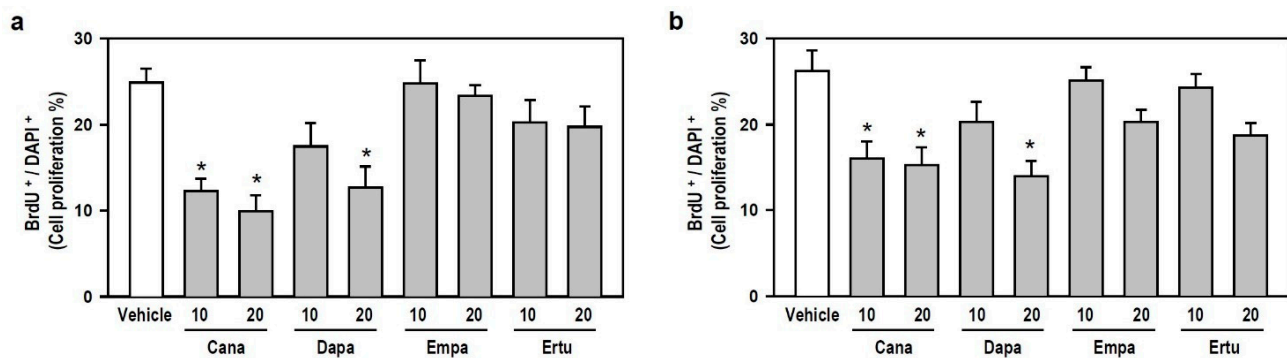 a
BrdU⁺ / DAPI⁺
(Cell proliferation %)
30
20
10
0
*
*
*
Vehicle 10 20 10 20 10 20 10 20
Cana Dapa Empa Ertu
b
BrdU⁺ / DAPI⁺
(Cell proliferation %)
30
20
10
0
*
*
*
Vehicle 10 20 10 20 10 20 10 20
Cana Dapa Empa Ertu